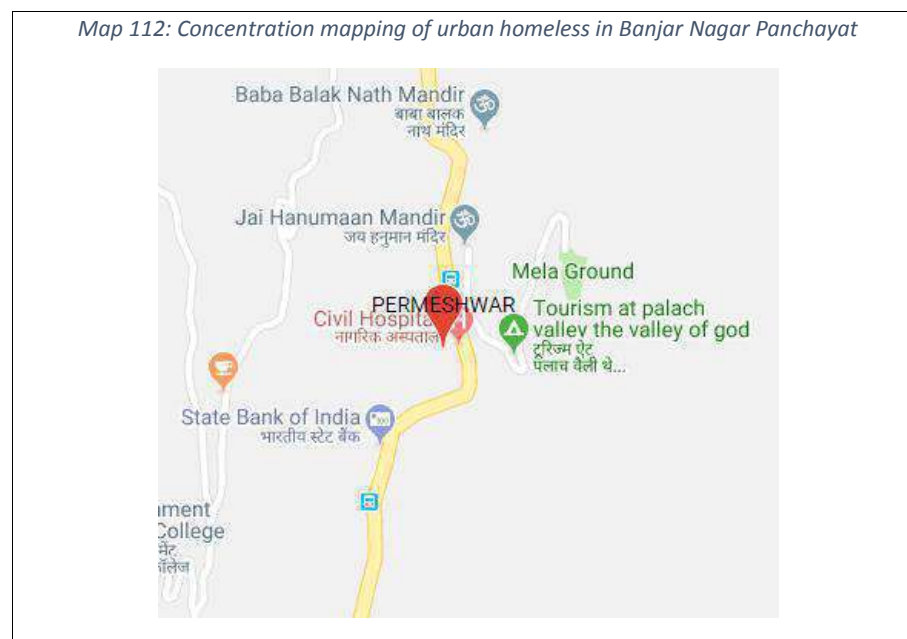 Map 112: Concentration mapping of urban homeless in Banjar Nagar Panchayat
Baba Balak Nath Mandir
बाबा बालक
नाथ मंदिर
Jai Hanumaan Mandir
जय हनुमान मंदिर
Mela Ground
PERMESHWAR
Civil Hospita
नागरिक अस्पताल
Tourism at palach
valley the valley of god
टूरिज्म ऐट
पलाच वैली थे...
State Bank of India
भारतीय स्टेट बैंक
College